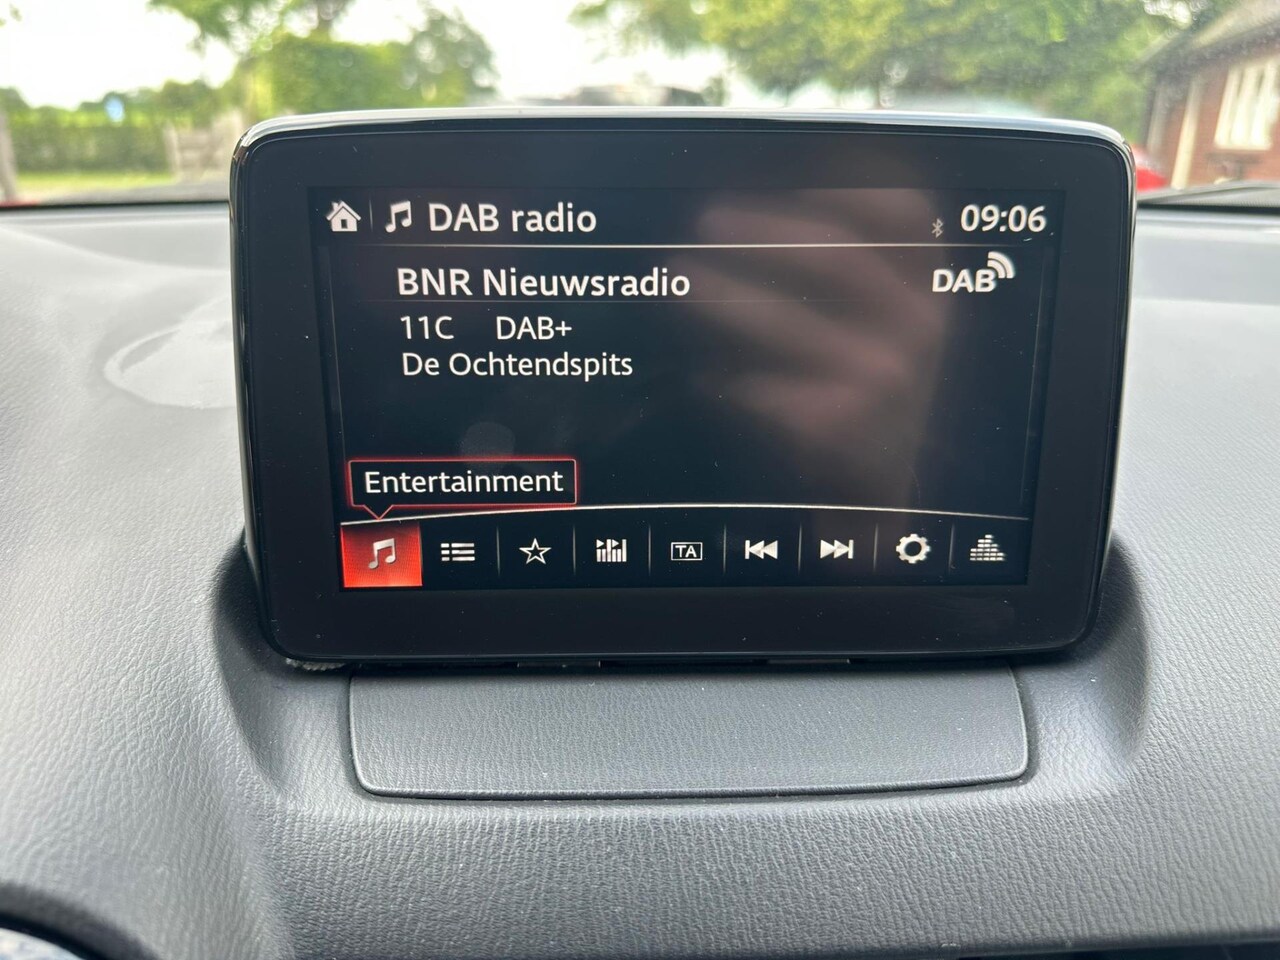 DAB radio 09:06
BNR Nieuwsradio DAB
11C DAB+
De Ochtendspits
Entertainment
TA